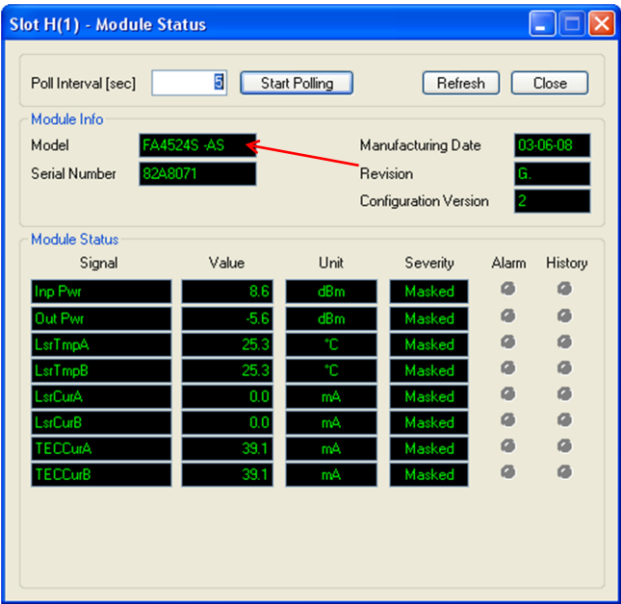 Slot H(1) - Module Status
Poll Interval [sec] 5 Start Polling Refresh Close
Module Info
Model FA4524S -AS Manufacturing Date 03-06-08
Serial Number 82A8071 Revision G.
Configuration Version 2
Module Status
Signal Value Unit Severity Alarm History
Inp Pwr 8.6 dBm Masked
Out Pwr -5.6 dBm Masked
LsrTmpA 25.3 °C Masked
LsrTmpB 25.3 °C Masked
LsrCurA 0.0 mA Masked
LsrCurB 0.0 mA Masked
TECCurA 39.1 mA Masked
TECCurB 39.1 mA Masked